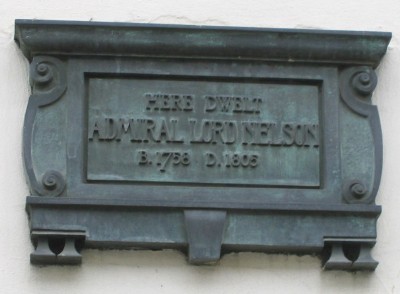 HERE DWELT
ADMIRAL LORD NELSON
B. 1758 D. 1805